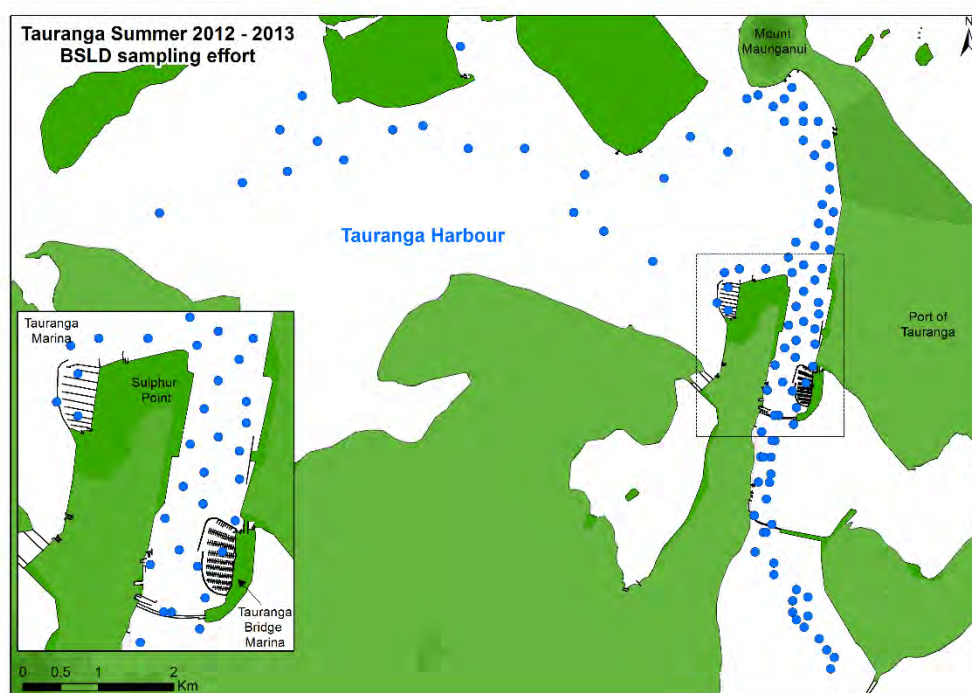 Tauranga Summer 2012 - 2013
BSLD sampling effort
Mount
Maunganui
N
Tauranga Harbour
Port of
Tauranga
Tauranga
Marina
Sulphur
Point
Tauranga
Bridge
Marina
0 0.5 1 2
Km